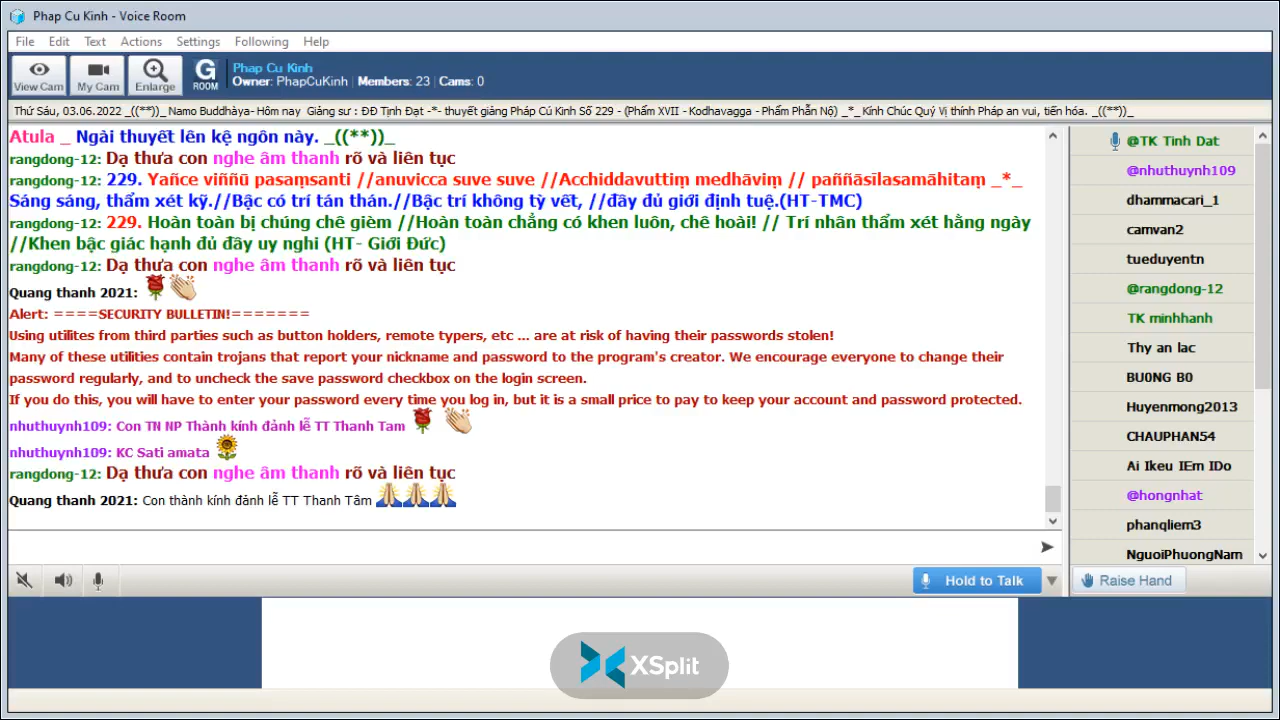 Phap Cu Kinh - Voice Room
File Edit Text Actions Settings Following Help
View Cam My Cam Enlarge G ROOM
Phap Cu Kinh
Owner: PhapCuKinh | Members: 23 | Cams: 0
Thứ Sáu, 03.06.2022 _((**))_ Namo Buddhàya- Hôm nay Giảng sư : ĐĐ Tịnh Đạt -*- thuyết giảng Pháp Cú Kinh Số 229 - (Phẩm XVII - Kodhavagga - Phẩm Phẫn Nộ) _*_ Kính Chúc Quý Vị thính Pháp an vui, tiến hóa. _((**))_
Atula _ Ngài thuyết lên kệ ngôn này. _((**))_
rangdong-12: Dạ thưa con nghe âm thanh rõ và liên tục
rangdong-12: 229. Yañce viññū pasaṃsanti //anuvicca suve suve //Acchiddavuttiṃ medhāviṃ // paññāsīlasamāhitaṃ _*_
Sáng sáng, thẩm xét kỹ.//Bậc có trí tán thán.//Bậc trí không tỳ vết, //đầy đủ giới định tuệ.(HT-TMC)
rangdong-12: 229. Hoàn toàn bị chúng chê gièm //Hoàn toàn chẳng có khen luôn, chê hoài! // Trí nhân thẩm xét hằng ngày
//Khen bậc giác hạnh đủ đầy uy nghi (HT- Giới Đức)
rangdong-12: Dạ thưa con nghe âm thanh rõ và liên tục
Quang thanh 2021:
Alert: ====SECURITY BULLETIN!=======
Using utilites from third parties such as button holders, remote typers, etc ... are at risk of having their passwords stolen!
Many of these utilities contain trojans that report your nickname and password to the program's creator. We encourage everyone to change their
password regularly, and to uncheck the save password checkbox on the login screen.
If you do this, you will have to enter your password every time you log in, but it is a small price to pay to keep your account and password protected.
nhuthuynh109: Con TN NP Thành kính đảnh lễ TT Thanh Tam
nhuthuynh109: KC Sati amata
rangdong-12: Dạ thưa con nghe âm thanh rõ và liên tục
Quang thanh 2021: Con thành kính đảnh lễ TT Thanh Tâm
@TK Tinh Dat
@nhuthuynh109
dhammacari_1
camvan2
tueduyentn
@rangdong-12
TK minhhanh
Thy an lac
BU0NG B0
Huyenmong2013
CHAUPHAN54
Ai Ikeu IEm IDo
@hongnhat
phanqliem3
NguoiPhuongNam
Hold to Talk
Raise Hand
XSplit